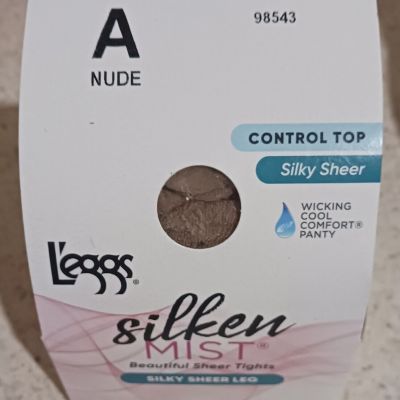 A
98543
NUDE
CONTROL TOP
Silky Sheer
WICKING
COOL
COMFORT®
PANTY
L'eggs®
silken
MIST®
Beautiful Sheer Tights
SILKY SHEER LEG